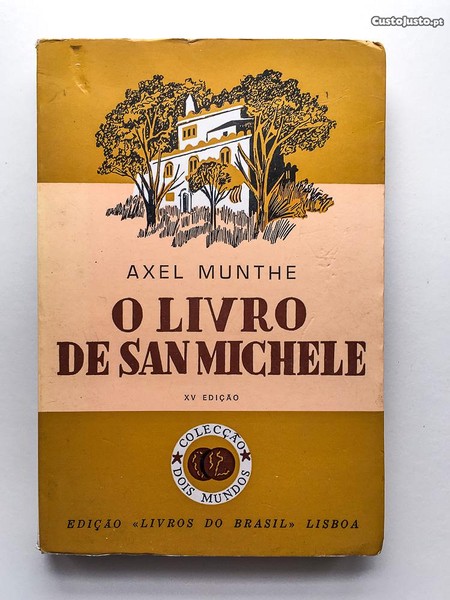 CustoJusto.pt
AXEL MUNTHE
O LIVRO
DE SAN MICHELE
XV EDIÇÃO
COLECÇÃO
DOIS MUNDOS
EDIÇÃO «LIVROS DO BRASIL» LISBOA